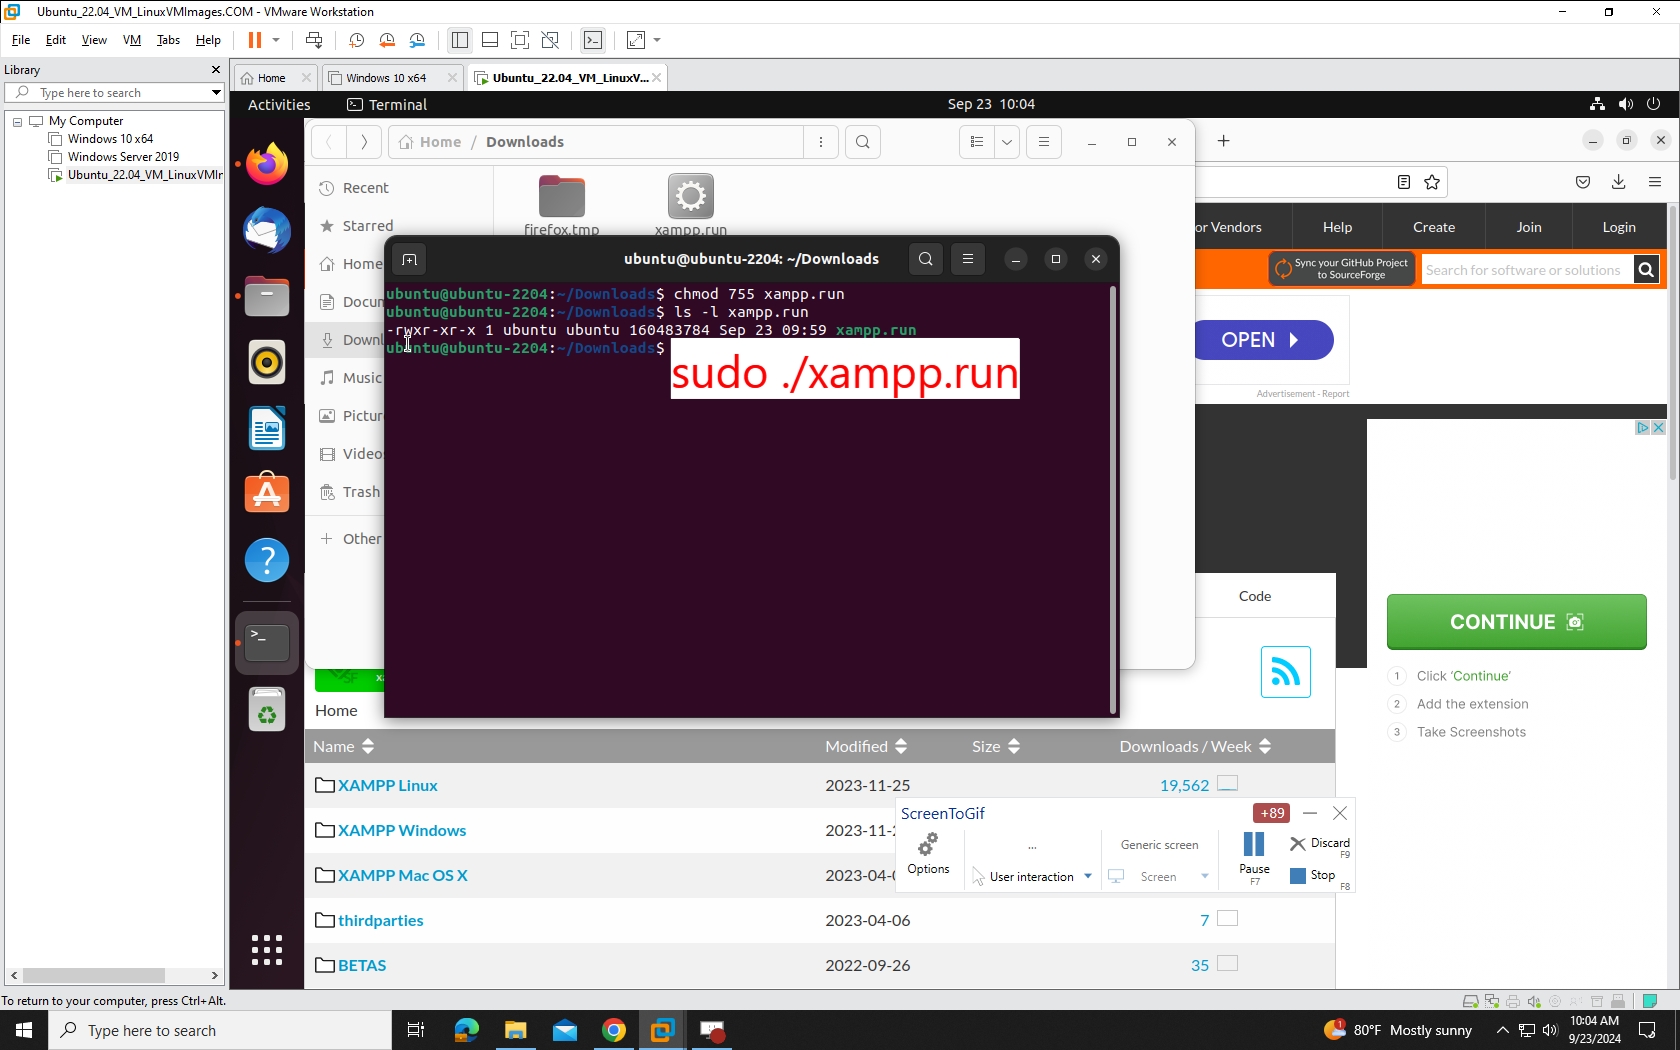 Ubuntu_22.04_VM_LinuxVMImages.COM - VMware Workstation
File Edit View VM Tabs Help
Library
Type here to search
My Computer
Windows 10 x64
Windows Server 2019
Ubuntu_22.04_VM_LinuxVMIr
Home
Windows 10 x64
Ubuntu_22.04_VM_LinuxV...
Activities
Terminal
Sep 23 10:04
Home / Downloads
Recent
Starred
Home
Docun
Downl
Music
Pictur
Videos
Trash
+ Other
firefox.tmp
xampp.run
ubuntu@ubuntu-2204: ~/Downloads
ubuntu@ubuntu-2204:~/Downloads$ chmod 755 xampp.run
ubuntu@ubuntu-2204:~/Downloads$ ls -l xampp.run
-rwxr-xr-x 1 ubuntu ubuntu 160483784 Sep 23 09:59 xampp.run
ubuntu@ubuntu-2204:~/Downloads$
sudo ./xampp.run
or Vendors
Help
Create
Join
Login
Sync your GitHub Project
to SourceForge
Search for software or solutions
OPEN
Advertisement - Report
Code
CONTINUE
1 Click 'Continue'
2 Add the extension
3 Take Screenshots
Home
Name
Modified
Size
Downloads / Week
XAMPP Linux 2023-11-25 19,562
XAMPP Windows 2023-11-2
XAMPP Mac OS X 2023-04-0
thirdparties 2023-04-06 7
BETAS 2022-09-26 35
ScreenToGif
+89
Options
...
User interaction
Generic screen
Screen
Pause
F7
Discard
F9
Stop
F8
To return to your computer, press Ctrl+Alt.
Type here to search
1
80°F Mostly sunny
10:04 AM
9/23/2024